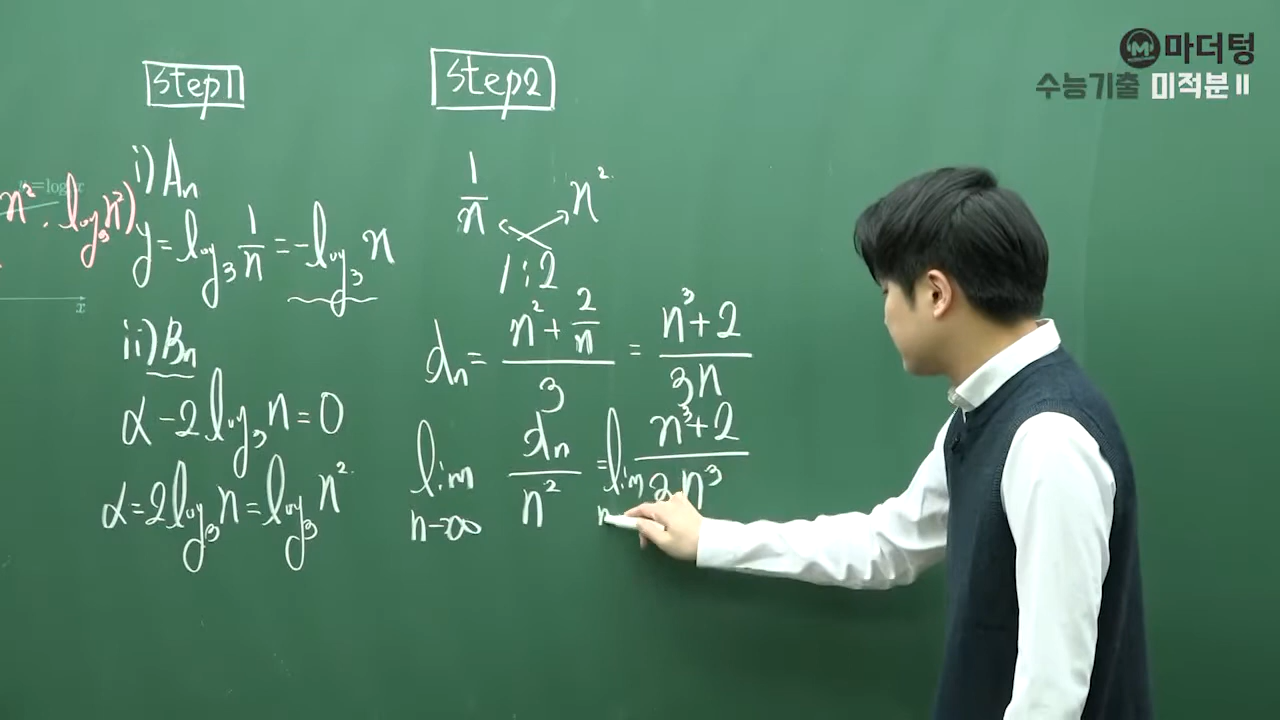 마더텅
수능기출 미적분 II
Step1
i) Aₙ
n², log₃n²)
y = log₃ 1/n = -log₃ n
x
ii) Bₙ
α - 2log₃ n = 0
α = 2log₃ n = log₃ n²
Step2
1/n n²
1 : 2
dₙ = (n² + 2/n)/3 = (n³ + 2)/3n
lim n→∞ dₙ/n² = lim n (n³ + 2)/3n³